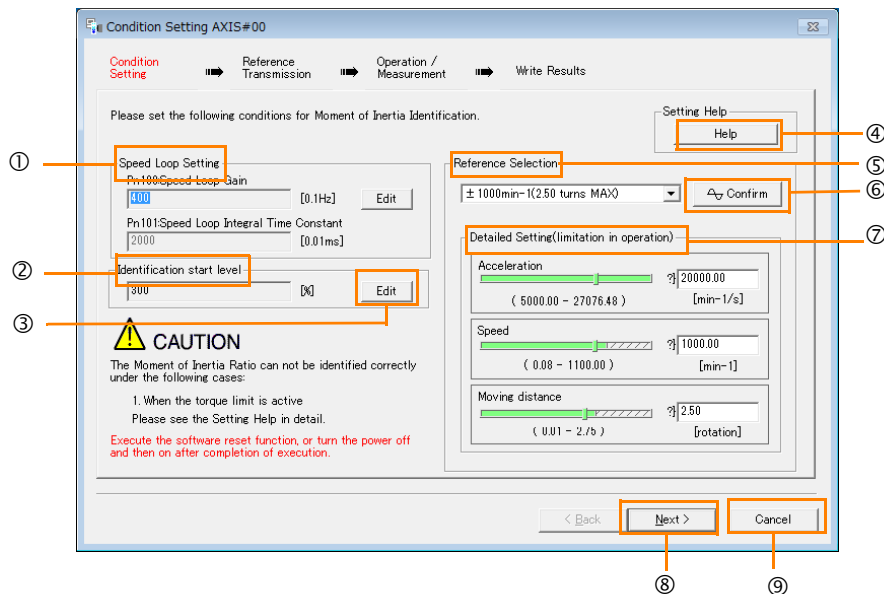 Condition Setting AXIS#00
Condition Setting
Reference Transmission
Operation / Measurement
Write Results
Please set the following conditions for Moment of Inertia Identification.
Setting Help
Help
④
①
Speed Loop Setting
Pn100:Speed Loop Gain
400 [0.1Hz] Edit
Pn101:Speed Loop Integral Time Constant
2000 [0.01ms]
②
Identification start level
300 [%] Edit
③
CAUTION
The Moment of Inertia Ratio can not be identified correctly
under the following cases:
1. When the torque limit is active
Please see the Setting Help in detail.
Execute the software reset function, or turn the power off
and then on after completion of execution.
Reference Selection
⑤
± 1000min-1(2.50 turns MAX)
Confirm
⑥
Detailed Setting(limitation in operation)
⑦
Acceleration
?} 20000.00
( 5000.00 - 27076.48 ) [min-1/s]
Speed
?} 1000.00
( 0.08 - 1100.00 ) [min-1]
Moving distance
?} 2.50
( 0.01 - 2.75 ) [rotation]
< Back
Next >
Cancel
⑧
⑨